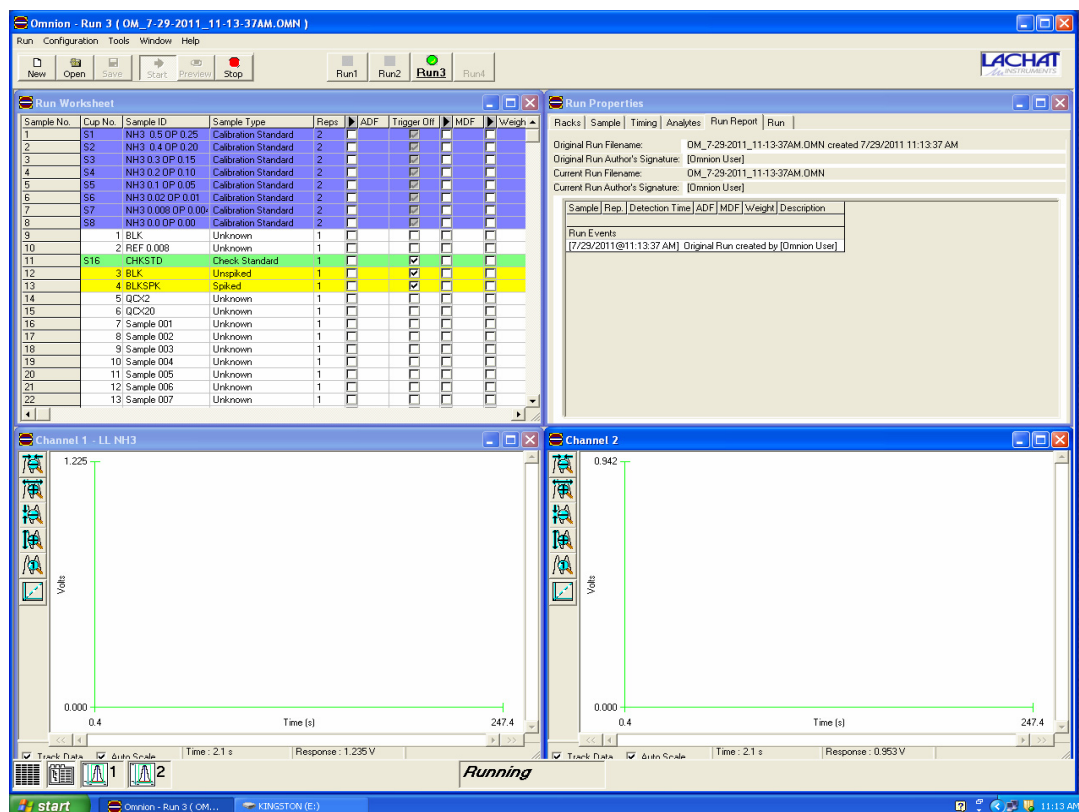 Omnion - Run 3 ( OM_7-29-2011_11-13-37AM.OMN )
Run Configuration Tools Window Help
New Open Save Start Preview Stop Run1 Run2 Run3 Run4
LACHAT
INSTRUMENTS
Run Worksheet
Sample No. Cup No. Sample ID Sample Type Reps ADF Trigger Off MDF Weigh
1 S1 NH3 0.5 OP 0.25 Calibration Standard 2
2 S2 NH3 0.4 OP 0.20 Calibration Standard 2
3 S3 NH3 0.3 OP 0.15 Calibration Standard 2
4 S4 NH3 0.2 OP 0.10 Calibration Standard 2
5 S5 NH3 0.1 OP 0.05 Calibration Standard 2
6 S6 NH3 0.02 OP 0.01 Calibration Standard 2
7 S7 NH3 0.008 OP 0.004 Calibration Standard 2
8 S8 NH3 0.0 OP 0.00 Calibration Standard 2
9 1 BLK Unknown 1
10 2 REF 0.008 Unknown 1
11 S16 CHKSTD Check Standard 1
12 3 BLK Unspiked 1
13 4 BLKSPK Spiked 1
14 5 QCX2 Unknown 1
15 6 QCX20 Unknown 1
16 7 Sample 001 Unknown 1
17 8 Sample 002 Unknown 1
18 9 Sample 003 Unknown 1
19 10 Sample 004 Unknown 1
20 11 Sample 005 Unknown 1
21 12 Sample 006 Unknown 1
22 13 Sample 007 Unknown 1
Run Properties
Racks Sample Timing Analytes Run Report Run
Original Run Filename: OM_7-29-2011_11-13-37AM.OMN created 7/29/2011 11:13:37 AM
Original Run Author's Signature: [Omnion User]
Current Run Filename: OM_7-29-2011_11-13-37AM.OMN
Current Run Author's Signature: [Omnion User]
Sample Rep. Detection Time ADF MDF Weight Description
Run Events
[7/29/2011@11:13:37 AM] Original Run created by [Omnion User]
Channel 1 - LL NH3
1.225
Volts
0.000
0.4 Time (s) 247.4
<< >>
Track Data Auto Scale Time : 2.1 s Response : 1.235 V
Channel 2
0.942
Volts
0.000
0.4 Time (s) 247.4
<< >>
Track Data Auto Scale Time : 2.1 s Response : 0.953 V
1 2 Running
start Omnion - Run 3 ( OM... KINGSTON (E:) 11:13 AM